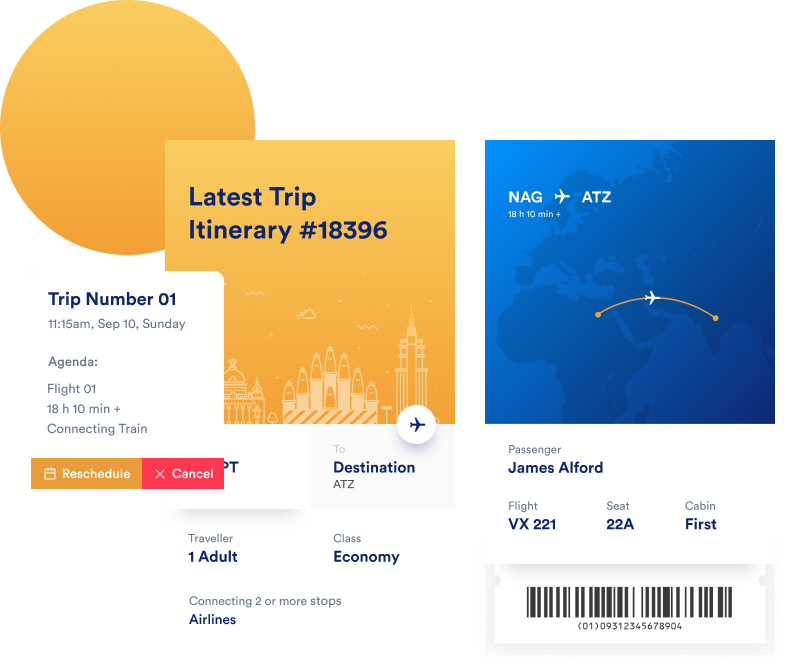 Latest Trip
Itinerary #18396
Trip Number 01
11:15am, Sep 10, Sunday
Agenda:
Flight 01
18 h 10 min +
Connecting Train
Reschedule
Cancel
PT
To
Destination
ATZ
Traveller
1 Adult
Class
Economy
Connecting 2 or more stops
Airlines
NAG ATZ
18 h 10 min +
Passenger
James Alford
Flight
VX 221
Seat
22A
Cabin
First
(01)09312345678904